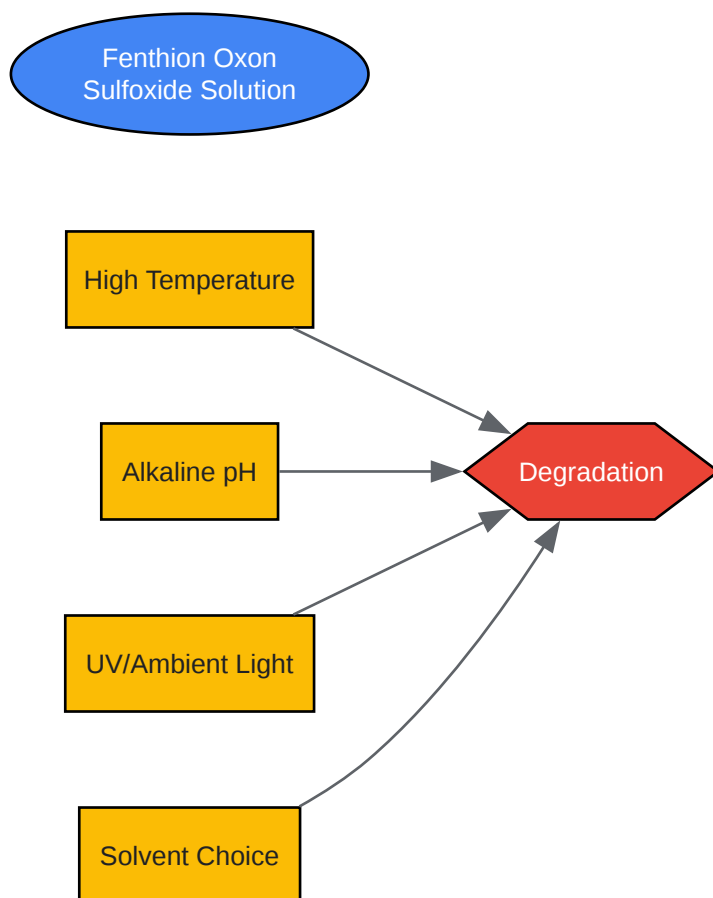 Fenthion Oxon
Sulfoxide Solution
High Temperature
Alkaline pH
Degradation
UV/Ambient Light
Solvent Choice